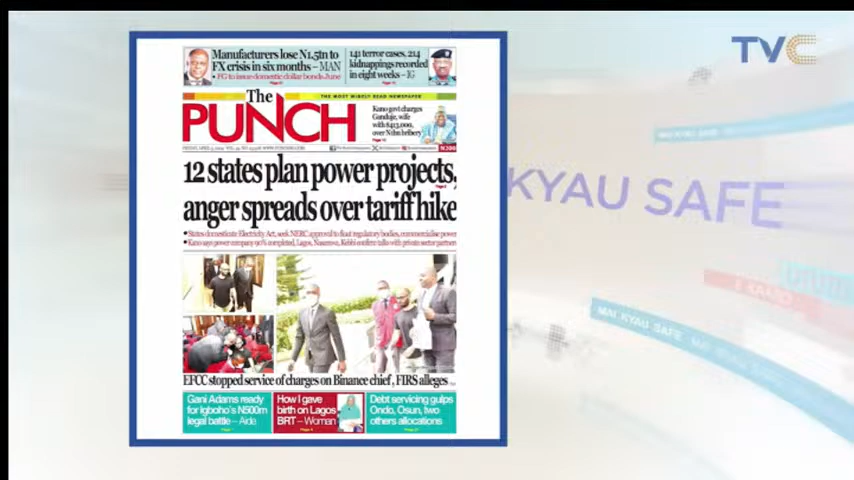 TVC
Manufacturers lose N1.5tn to
FX crisis in six months – MAN
• FG to issue domestic dollar bonds June
141 terror cases, 214
kidnappings recorded
in eight weeks – IG
The
PUNCH
THE MOST WIDELY READ NEWSPAPER
Kano govt charges
Ganduje, wife
with $413,000,
over N1bn bribery
12 states plan power projects,
anger spreads over tariff hike
• States domesticate Electricity Act, seek NERC approval to float regulatory bodies, commercialise power
• Kano says power company 90% completed, Lagos, Nasarawa, Kebbi confirm talks with private sector partners
EFCC stopped service of charges on Binance chief, FIRS alleges
Gani Adams ready
for Igboho's N500m
legal battle – Aide
How I gave
birth on Lagos
BRT – Woman
Debt servicing gulps
Ondo, Osun, two
others allocations
KYAU SAFE
MAI KYAU SAFE